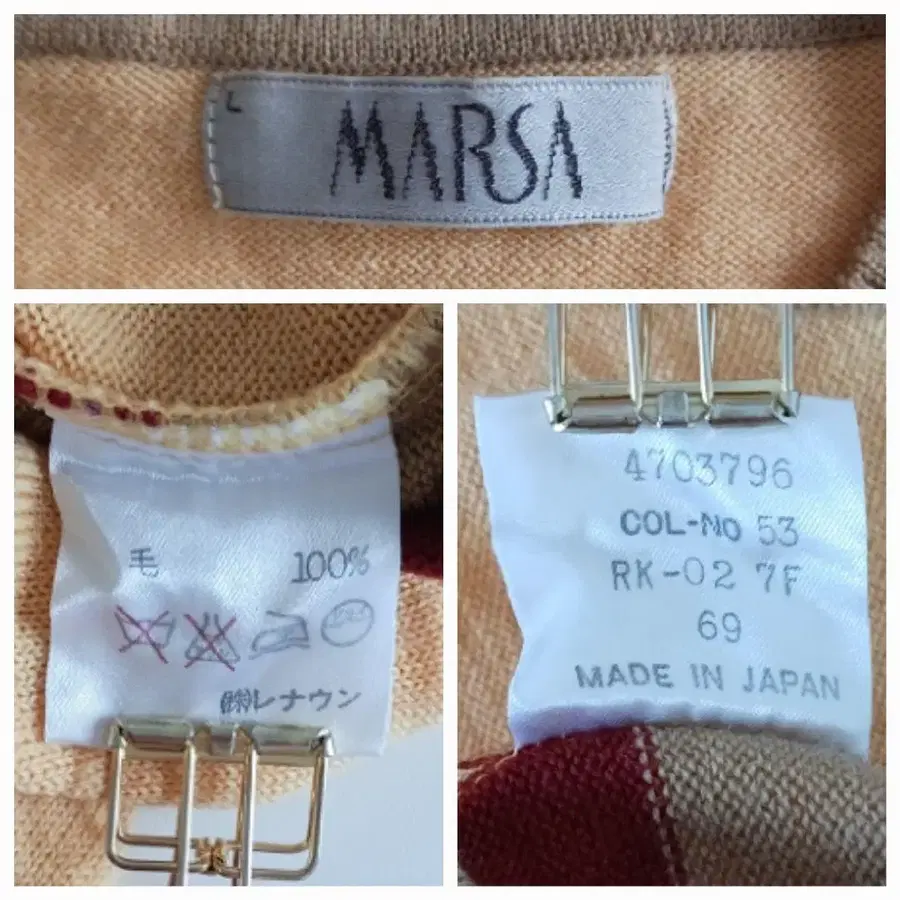 L
MARSA
毛 100%
㈱レナウン
4703796
COL-No 53
RK-02 7F
69
MADE IN JAPAN